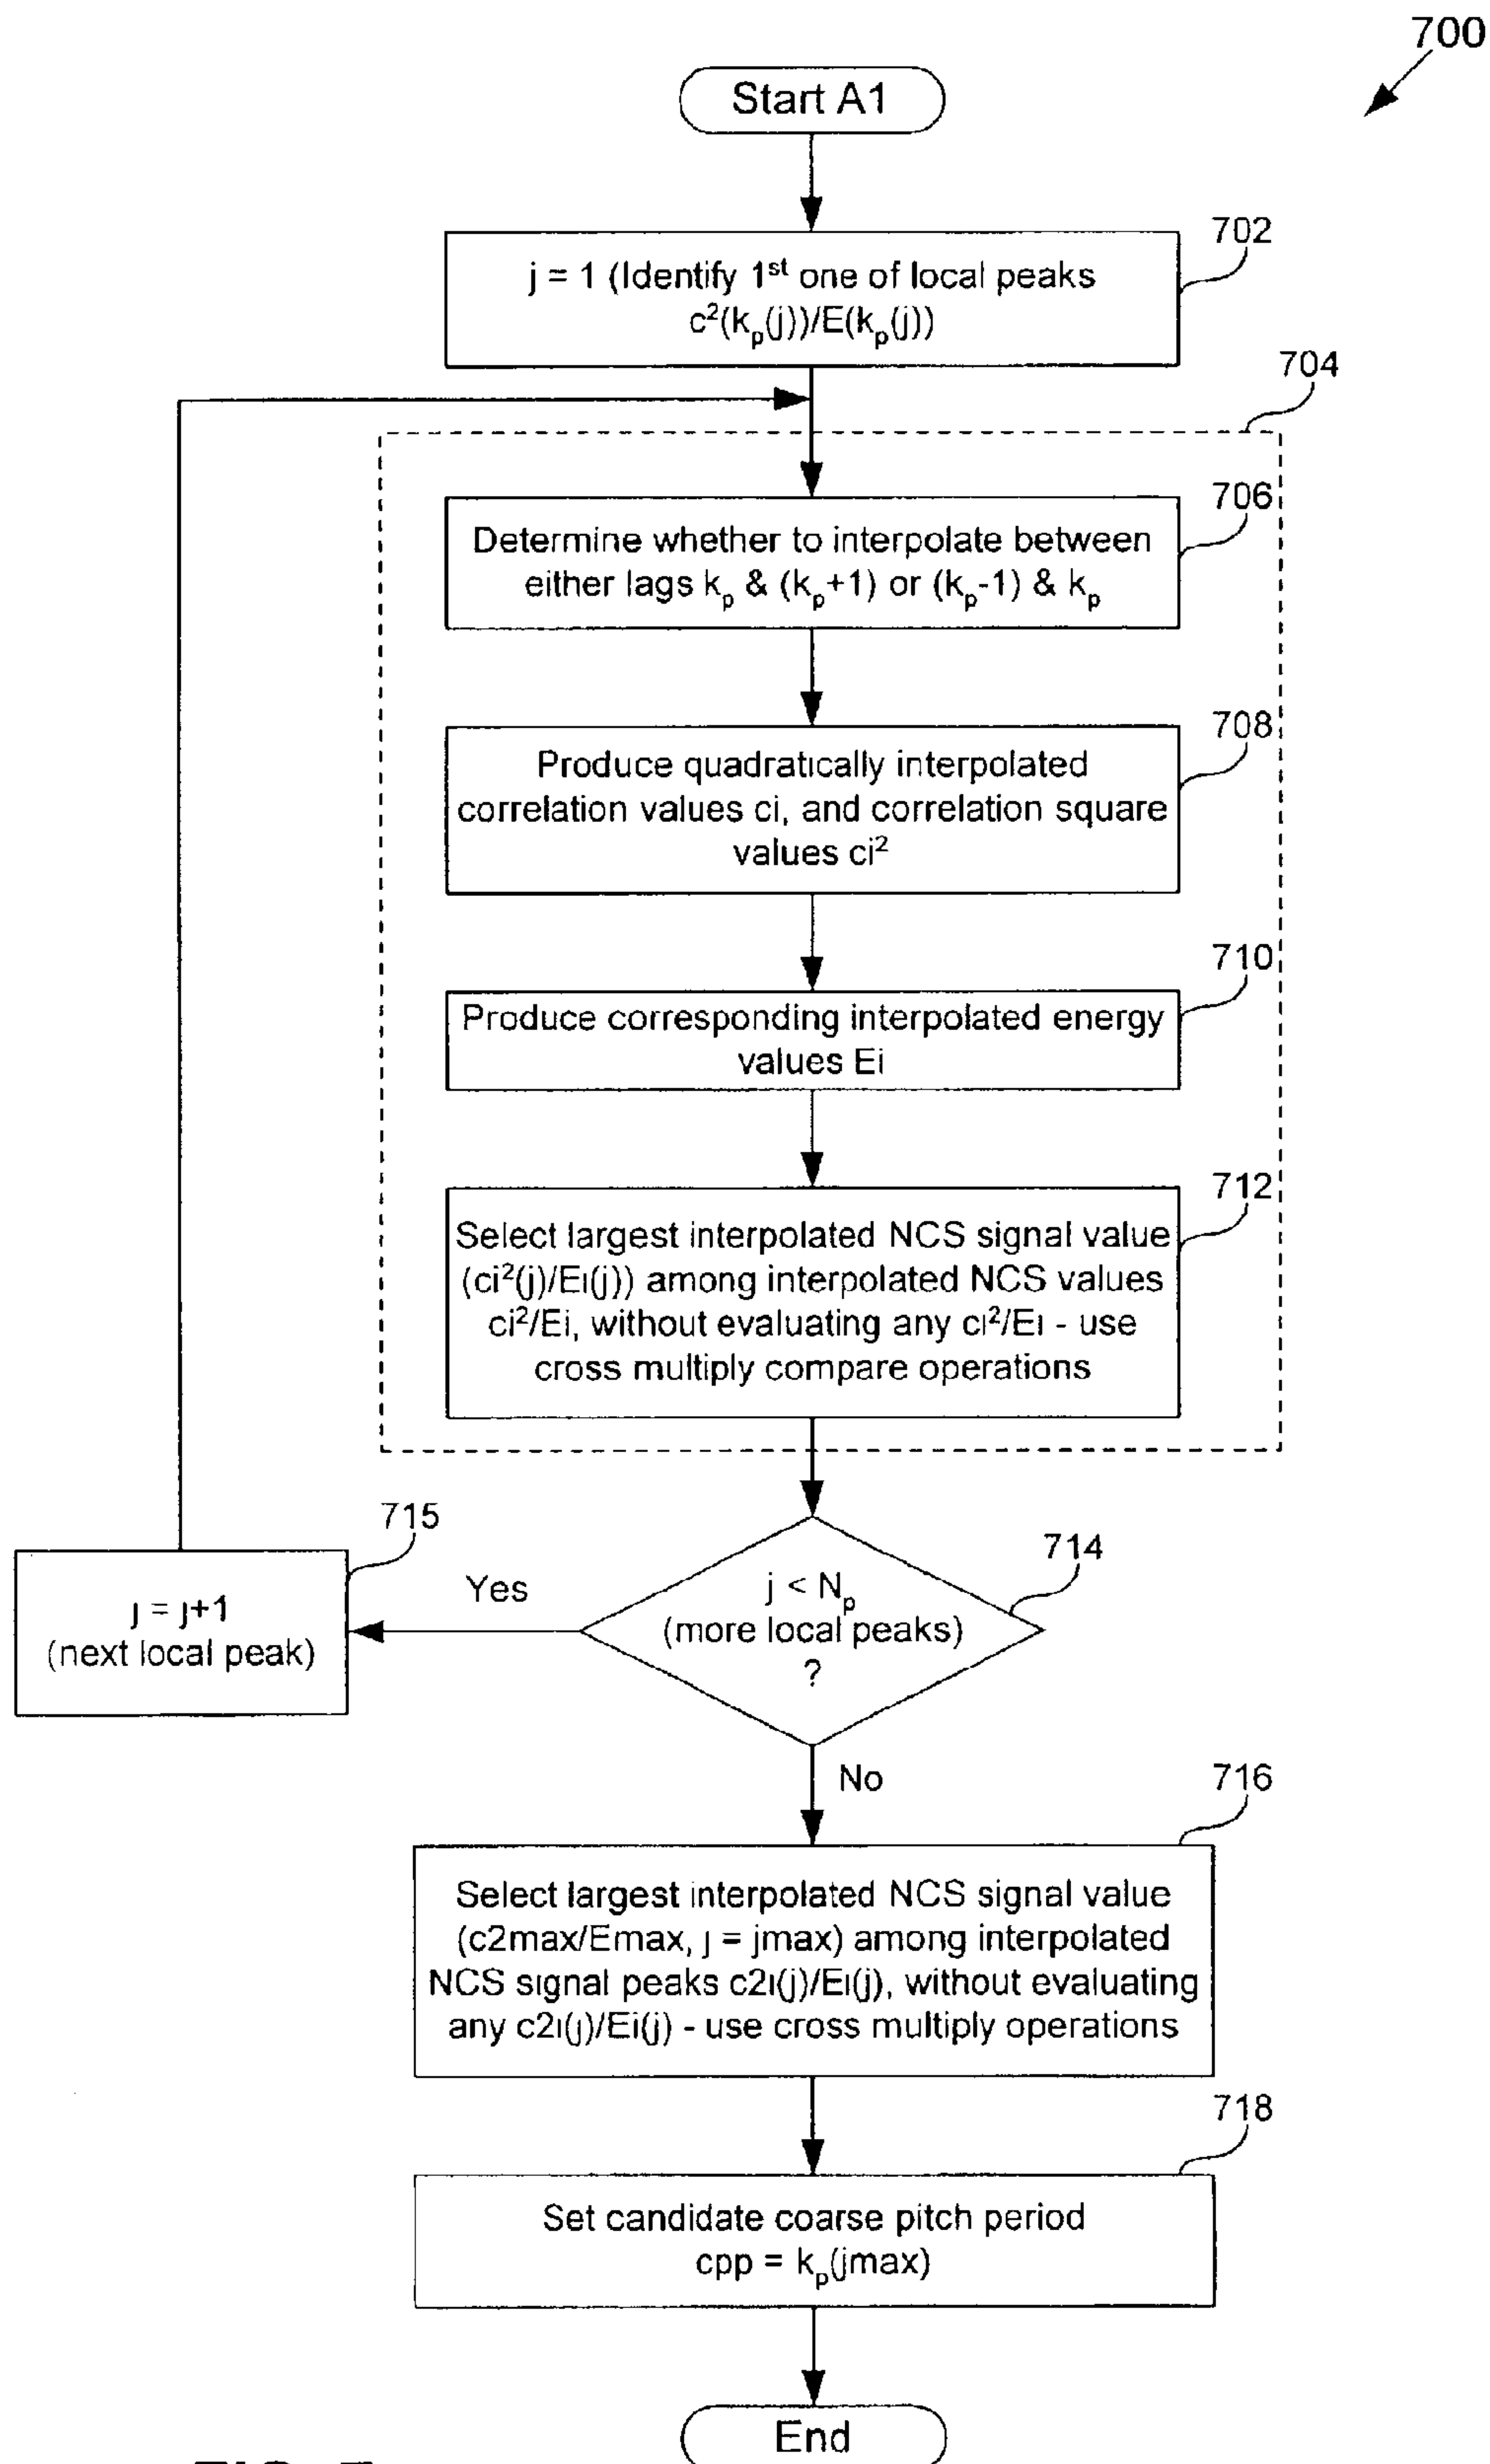 700
Start A1
702
j = 1 (Identify 1st one of local peaks
c²(kp(j))/E(kp(j))
704
706
Determine whether to interpolate between
either lags kp & (kp+1) or (kp-1) & kp
708
Produce quadratically interpolated
correlation values ci, and correlation square
values ci²
710
Produce corresponding interpolated energy
values Ei
712
Select largest interpolated NCS signal value
(ci²(j)/Ei(j)) among interpolated NCS values
ci²/Ei, without evaluating any ci²/Ei - use
cross multiply compare operations
715
j = j+1
(next local peak)
Yes
714
j < Np
(more local peaks)
?
No
716
Select largest interpolated NCS signal value
(c2max/Emax, j = jmax) among interpolated
NCS signal peaks c2i(j)/Ei(j), without evaluating
any c2i(j)/Ei(j) - use cross multiply operations
718
Set candidate coarse pitch period
cpp = kp(jmax)
End